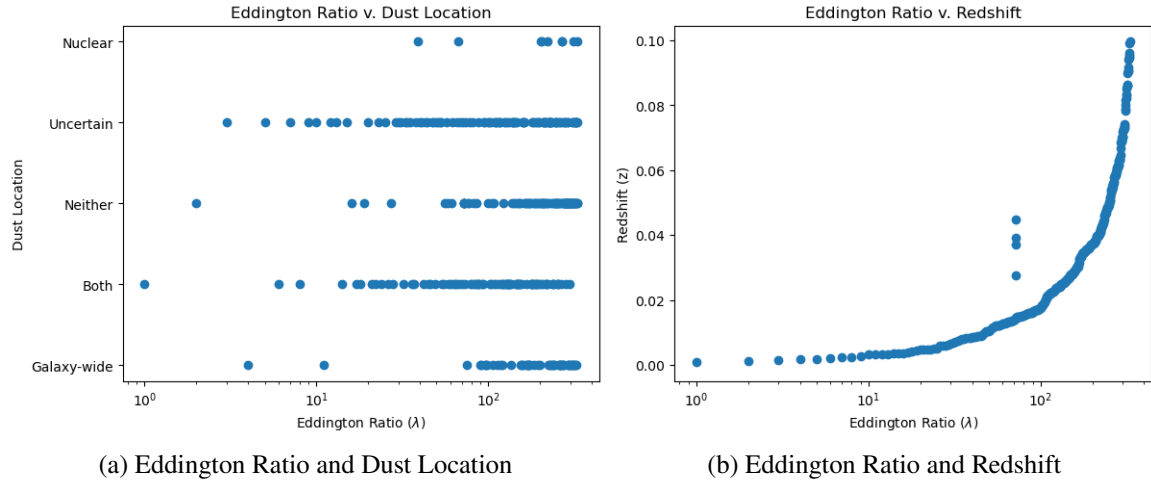 Eddington Ratio v. Dust Location
Dust Location
Nuclear
Uncertain
Neither
Both
Galaxy-wide
10⁰
10¹
10²
Eddington Ratio (λ)
(a) Eddington Ratio and Dust Location
Eddington Ratio v. Redshift
Redshift (z)
0.10
0.08
0.06
0.04
0.02
0.00
10⁰
10¹
10²
Eddington Ratio (λ)
(b) Eddington Ratio and Redshift